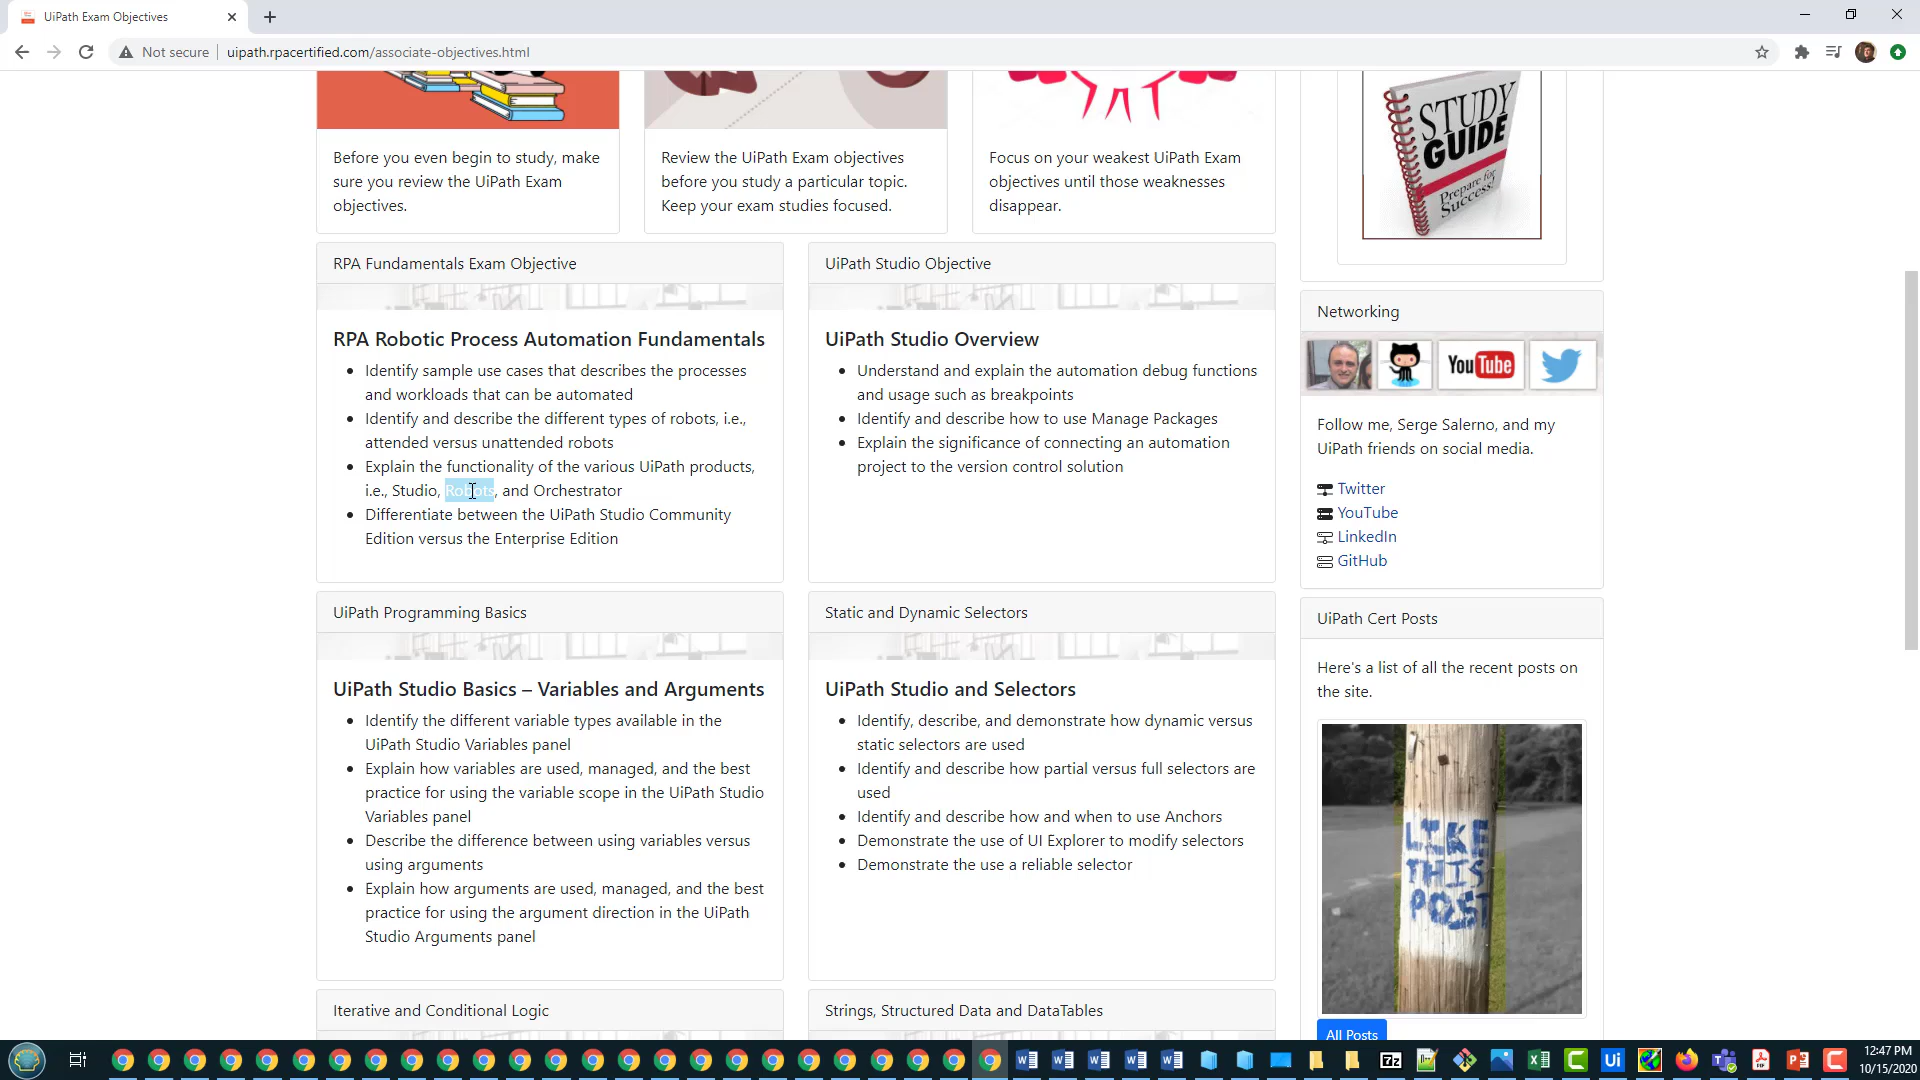 UiPath Exam Objectives
Not secure
uipath.rpacertified.com/associate-objectives.html
Before you even begin to study, make
sure you review the UiPath Exam
objectives.
Review the UiPath Exam objectives
before you study a particular topic.
Keep your exam studies focused.
Focus on your weakest UiPath Exam
objectives until those weaknesses
disappear.
STUDY
GUIDE
Prepare for
Success!
RPA Fundamentals Exam Objective
RPA Robotic Process Automation Fundamentals
Identify sample use cases that describes the processes
and workloads that can be automated
Identify and describe the different types of robots, i.e.,
attended versus unattended robots
Explain the functionality of the various UiPath products,
i.e., Studio, Robots, and Orchestrator
Differentiate between the UiPath Studio Community
Edition versus the Enterprise Edition
UiPath Studio Objective
UiPath Studio Overview
Understand and explain the automation debug functions
and usage such as breakpoints
Identify and describe how to use Manage Packages
Explain the significance of connecting an automation
project to the version control solution
Networking
YouTube
Follow me, Serge Salerno, and my
UiPath friends on social media.
Twitter
YouTube
LinkedIn
GitHub
UiPath Programming Basics
UiPath Studio Basics – Variables and Arguments
Identify the different variable types available in the
UiPath Studio Variables panel
Explain how variables are used, managed, and the best
practice for using the variable scope in the UiPath Studio
Variables panel
Describe the difference between using variables versus
using arguments
Explain how arguments are used, managed, and the best
practice for using the argument direction in the UiPath
Studio Arguments panel
Static and Dynamic Selectors
UiPath Studio and Selectors
Identify, describe, and demonstrate how dynamic versus
static selectors are used
Identify and describe how partial versus full selectors are
used
Identify and describe how and when to use Anchors
Demonstrate the use of UI Explorer to modify selectors
Demonstrate the use a reliable selector
UiPath Cert Posts
Here's a list of all the recent posts on
the site.
LIKE
THIS
POST
All Posts
Iterative and Conditional Logic
Strings, Structured Data and DataTables
12:47 PM
10/15/2020